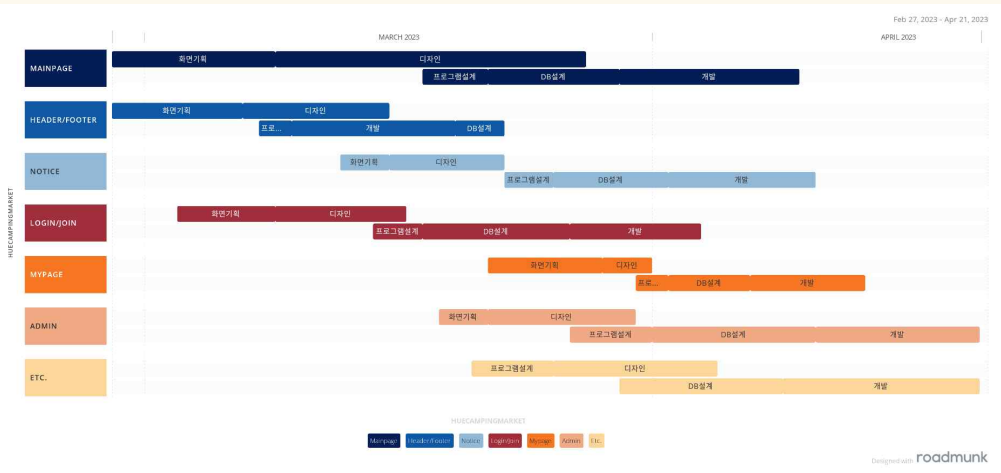 Feb 27, 2023 - Apr 21, 2023
MARCH 2023
APRIL 2023
HUECAMPINGMARKET
MAINPAGE
화면기획
디자인
프로그램설계
DB설계
개발
HEADER/FOOTER
화면기획
디자인
프로...
개발
DB설계
NOTICE
화면기획
디자인
프로그램설계
DB설계
개발
LOGIN/JOIN
화면기획
디자인
프로그램설계
DB설계
개발
MYPAGE
화면기획
디자인
프로...
DB설계
개발
ADMIN
화면기획
디자인
프로그램설계
DB설계
개발
ETC.
프로그램설계
디자인
DB설계
개발
HUECAMPINGMARKET
Mainpage
Header/Footer
Notice
Login/Join
Mypage
Admin
Etc.
Designed with roadmunk